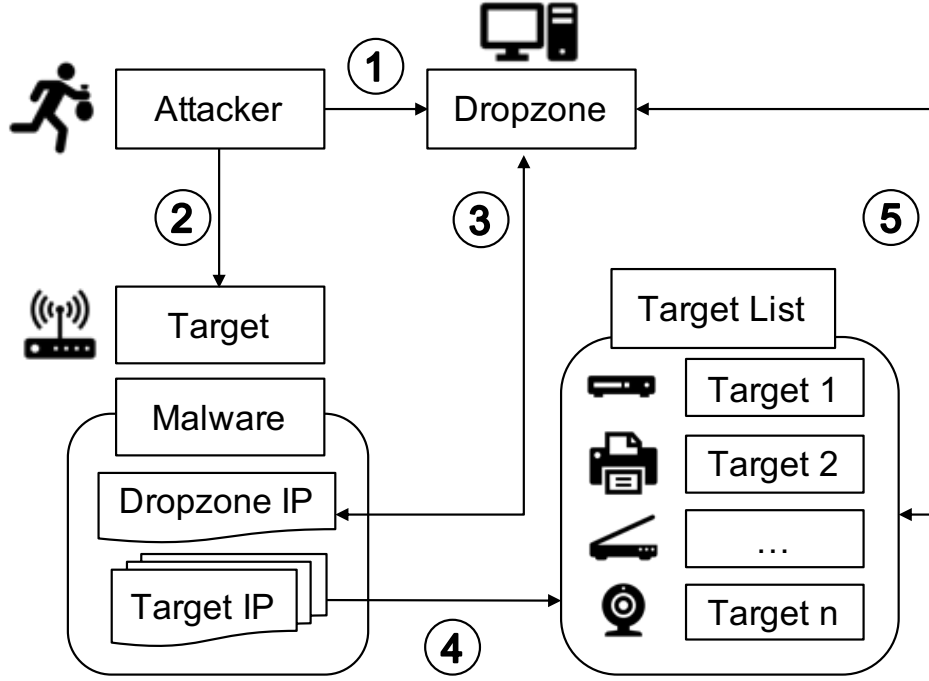 1
Attacker
Dropzone
2
3
5
Target
Target List
Malware
Target 1
Dropzone IP
Target 2
...
Target IP
Target n
4